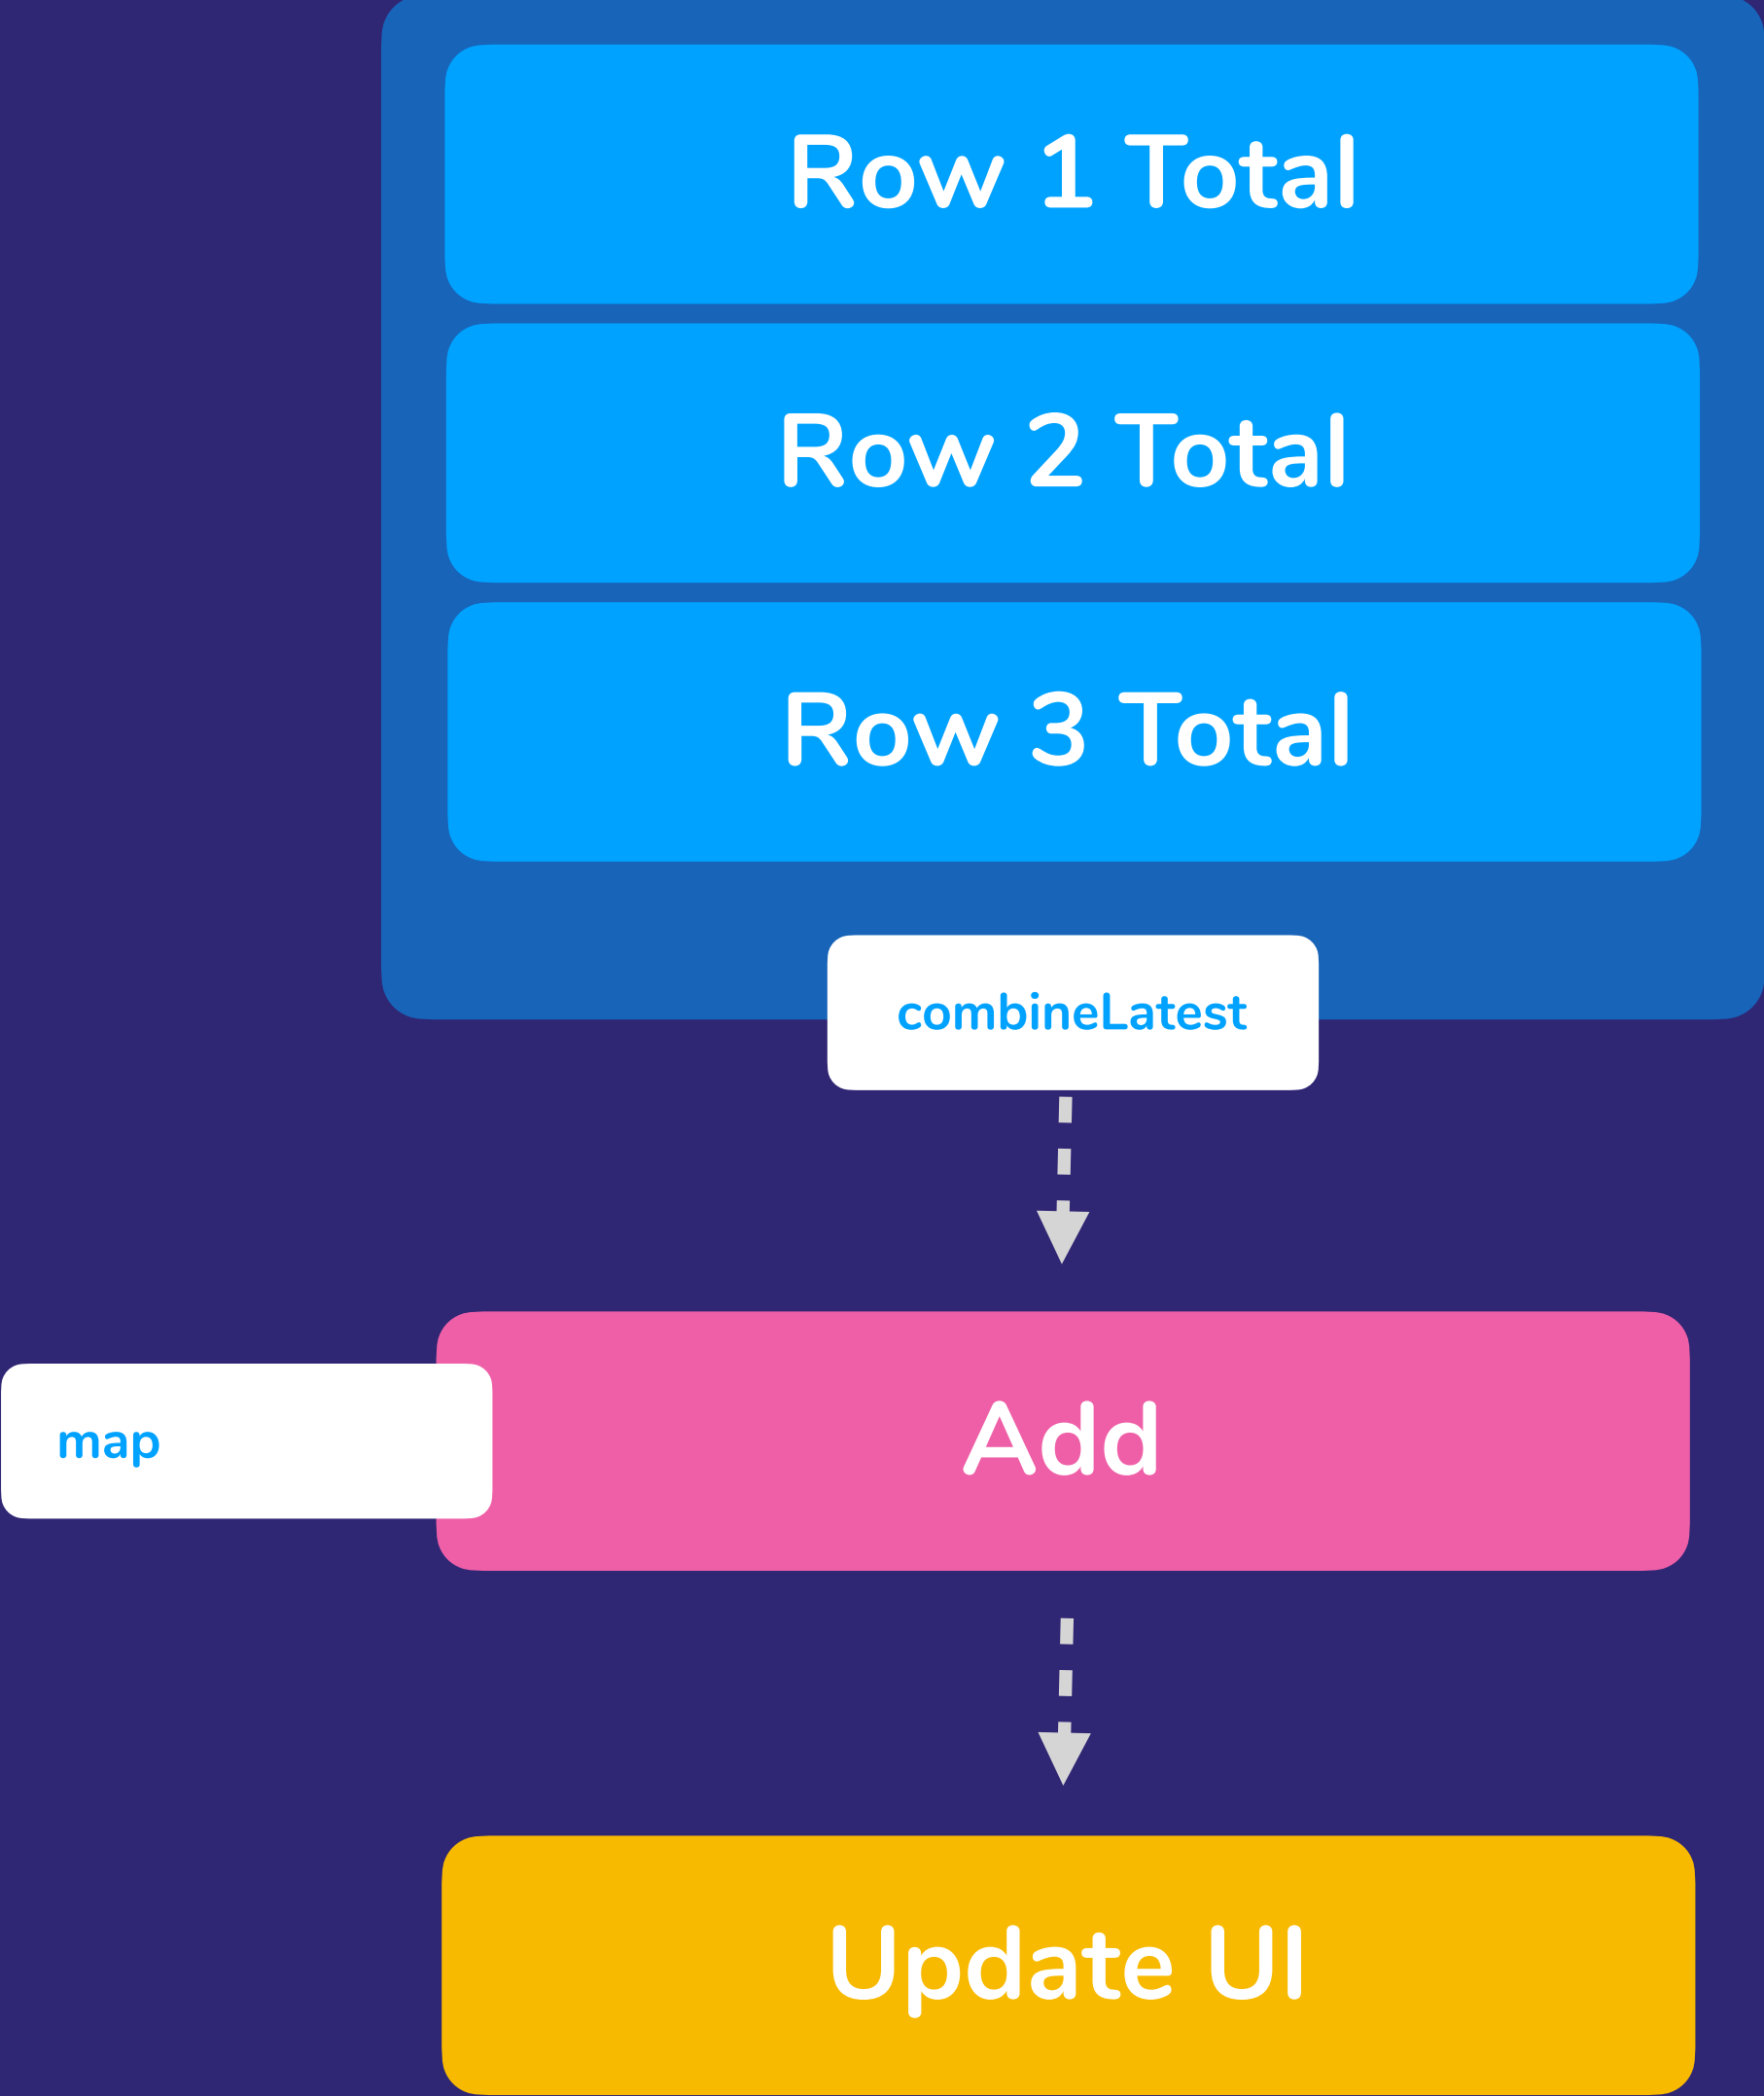 Row 1 Total
Row 2 Total
Row 3 Total
combineLatest
map
Add
Update UI